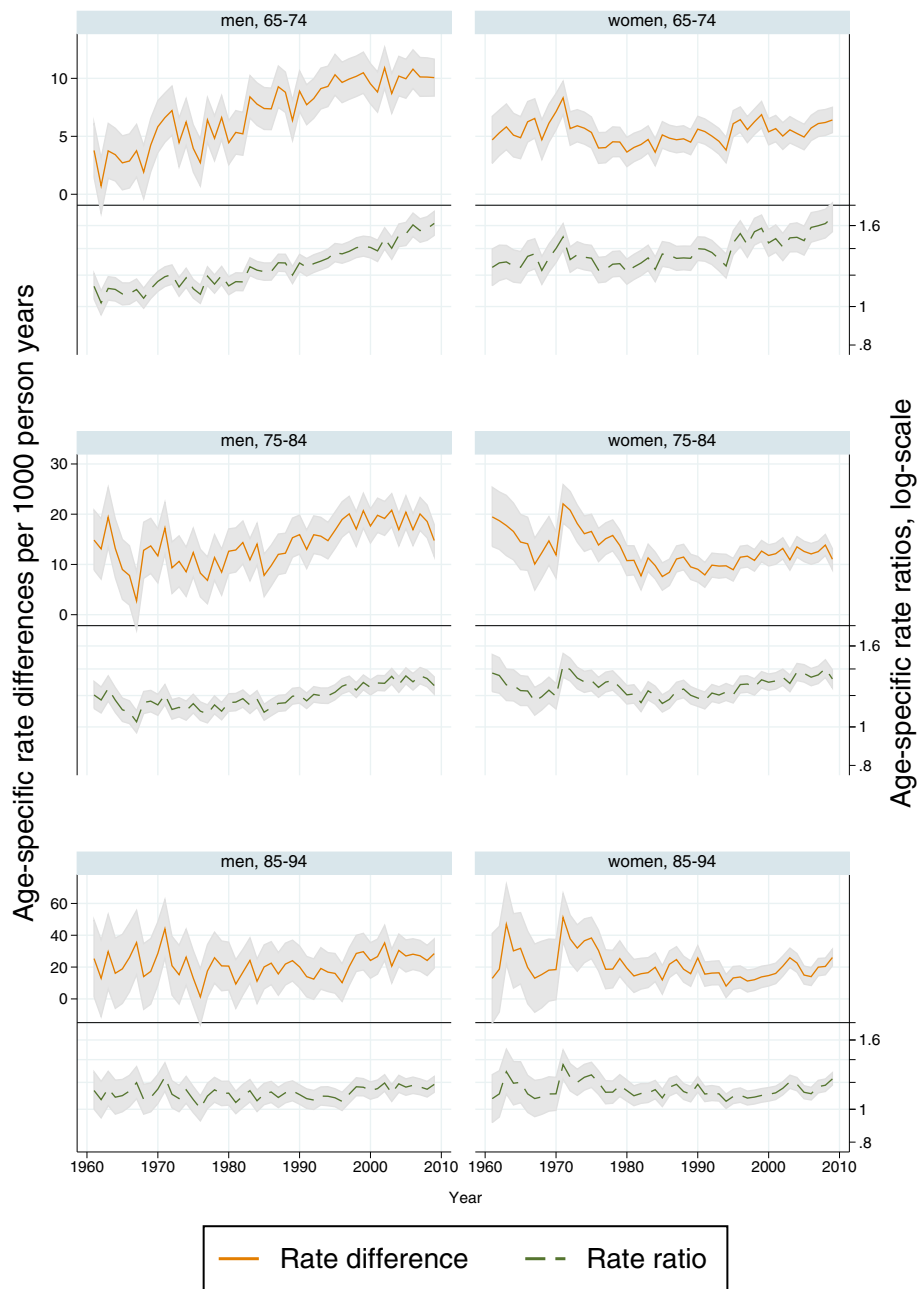 men, 65-74
women, 65-74
10
5
0
1.6
1
.8
men, 75-84
women, 75-84
30
20
10
0
1.6
1
.8
men, 85-94
women, 85-94
60
40
20
0
1.6
1
.8
1960 1970 1980 1990 2000 2010
1960 1970 1980 1990 2000 2010
Year
Age-specific rate differences per 1000 person years
Age-specific rate ratios, log-scale
Rate difference
Rate ratio